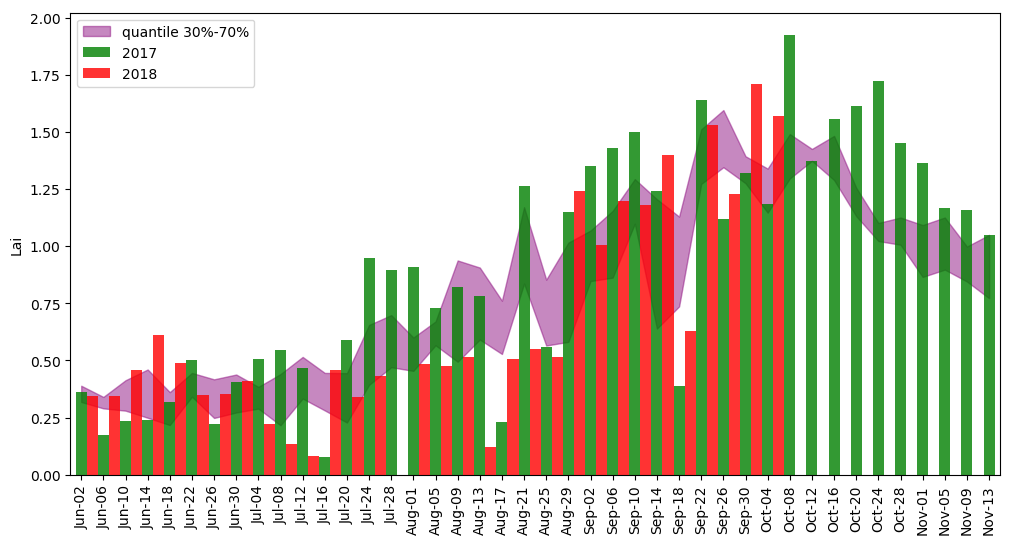 2.00
1.75
1.50
1.25
1.00
0.75
0.50
0.25
0.00
Lai
quantile 30%-70%
2017
2018
Jun-02
Jun-06
Jun-10
Jun-14
Jun-18
Jun-22
Jun-26
Jun-30
Jul-04
Jul-08
Jul-12
Jul-16
Jul-20
Jul-24
Jul-28
Aug-01
Aug-05
Aug-09
Aug-13
Aug-17
Aug-21
Aug-25
Aug-29
Sep-02
Sep-06
Sep-10
Sep-14
Sep-18
Sep-22
Sep-26
Sep-30
Oct-04
Oct-08
Oct-12
Oct-16
Oct-20
Oct-24
Oct-28
Nov-01
Nov-05
Nov-09
Nov-13